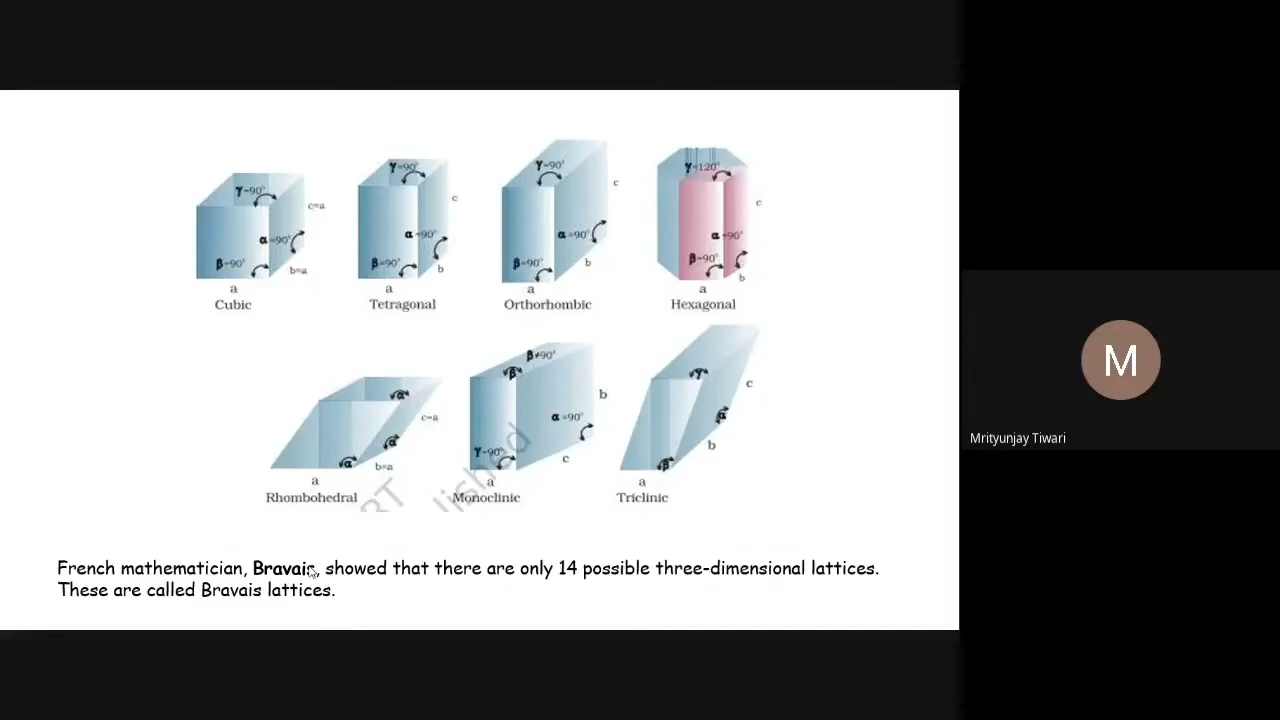 γ=90°
c=a
α=90°
β=90°
b=a
a
Cubic
γ=90°
c
α=90°
β=90°
b
a
Tetragonal
γ=90°
c
α=90°
β=90°
b
a
Orthorhombic
γ=120°
c
α=90°
β=90°
b
a
Hexagonal
α
c=a
α
α
b=a
a
Rhombohedral
β≠90°
β
b
α=90°
γ=90°
c
a
Monoclinic
γ
c
α
b
β
a
Triclinic
French mathematician, Bravais, showed that there are only 14 possible three-dimensional lattices.
These are called Bravais lattices.
M
Mrityunjay Tiwari